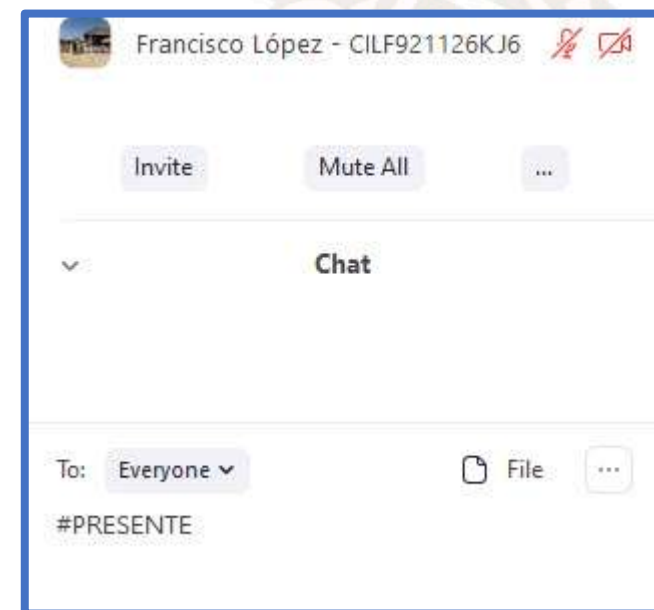 Francisco López - CILF921126KJ6
Invite Mute All ...
Chat
To: Everyone File ...
#PRESENTE